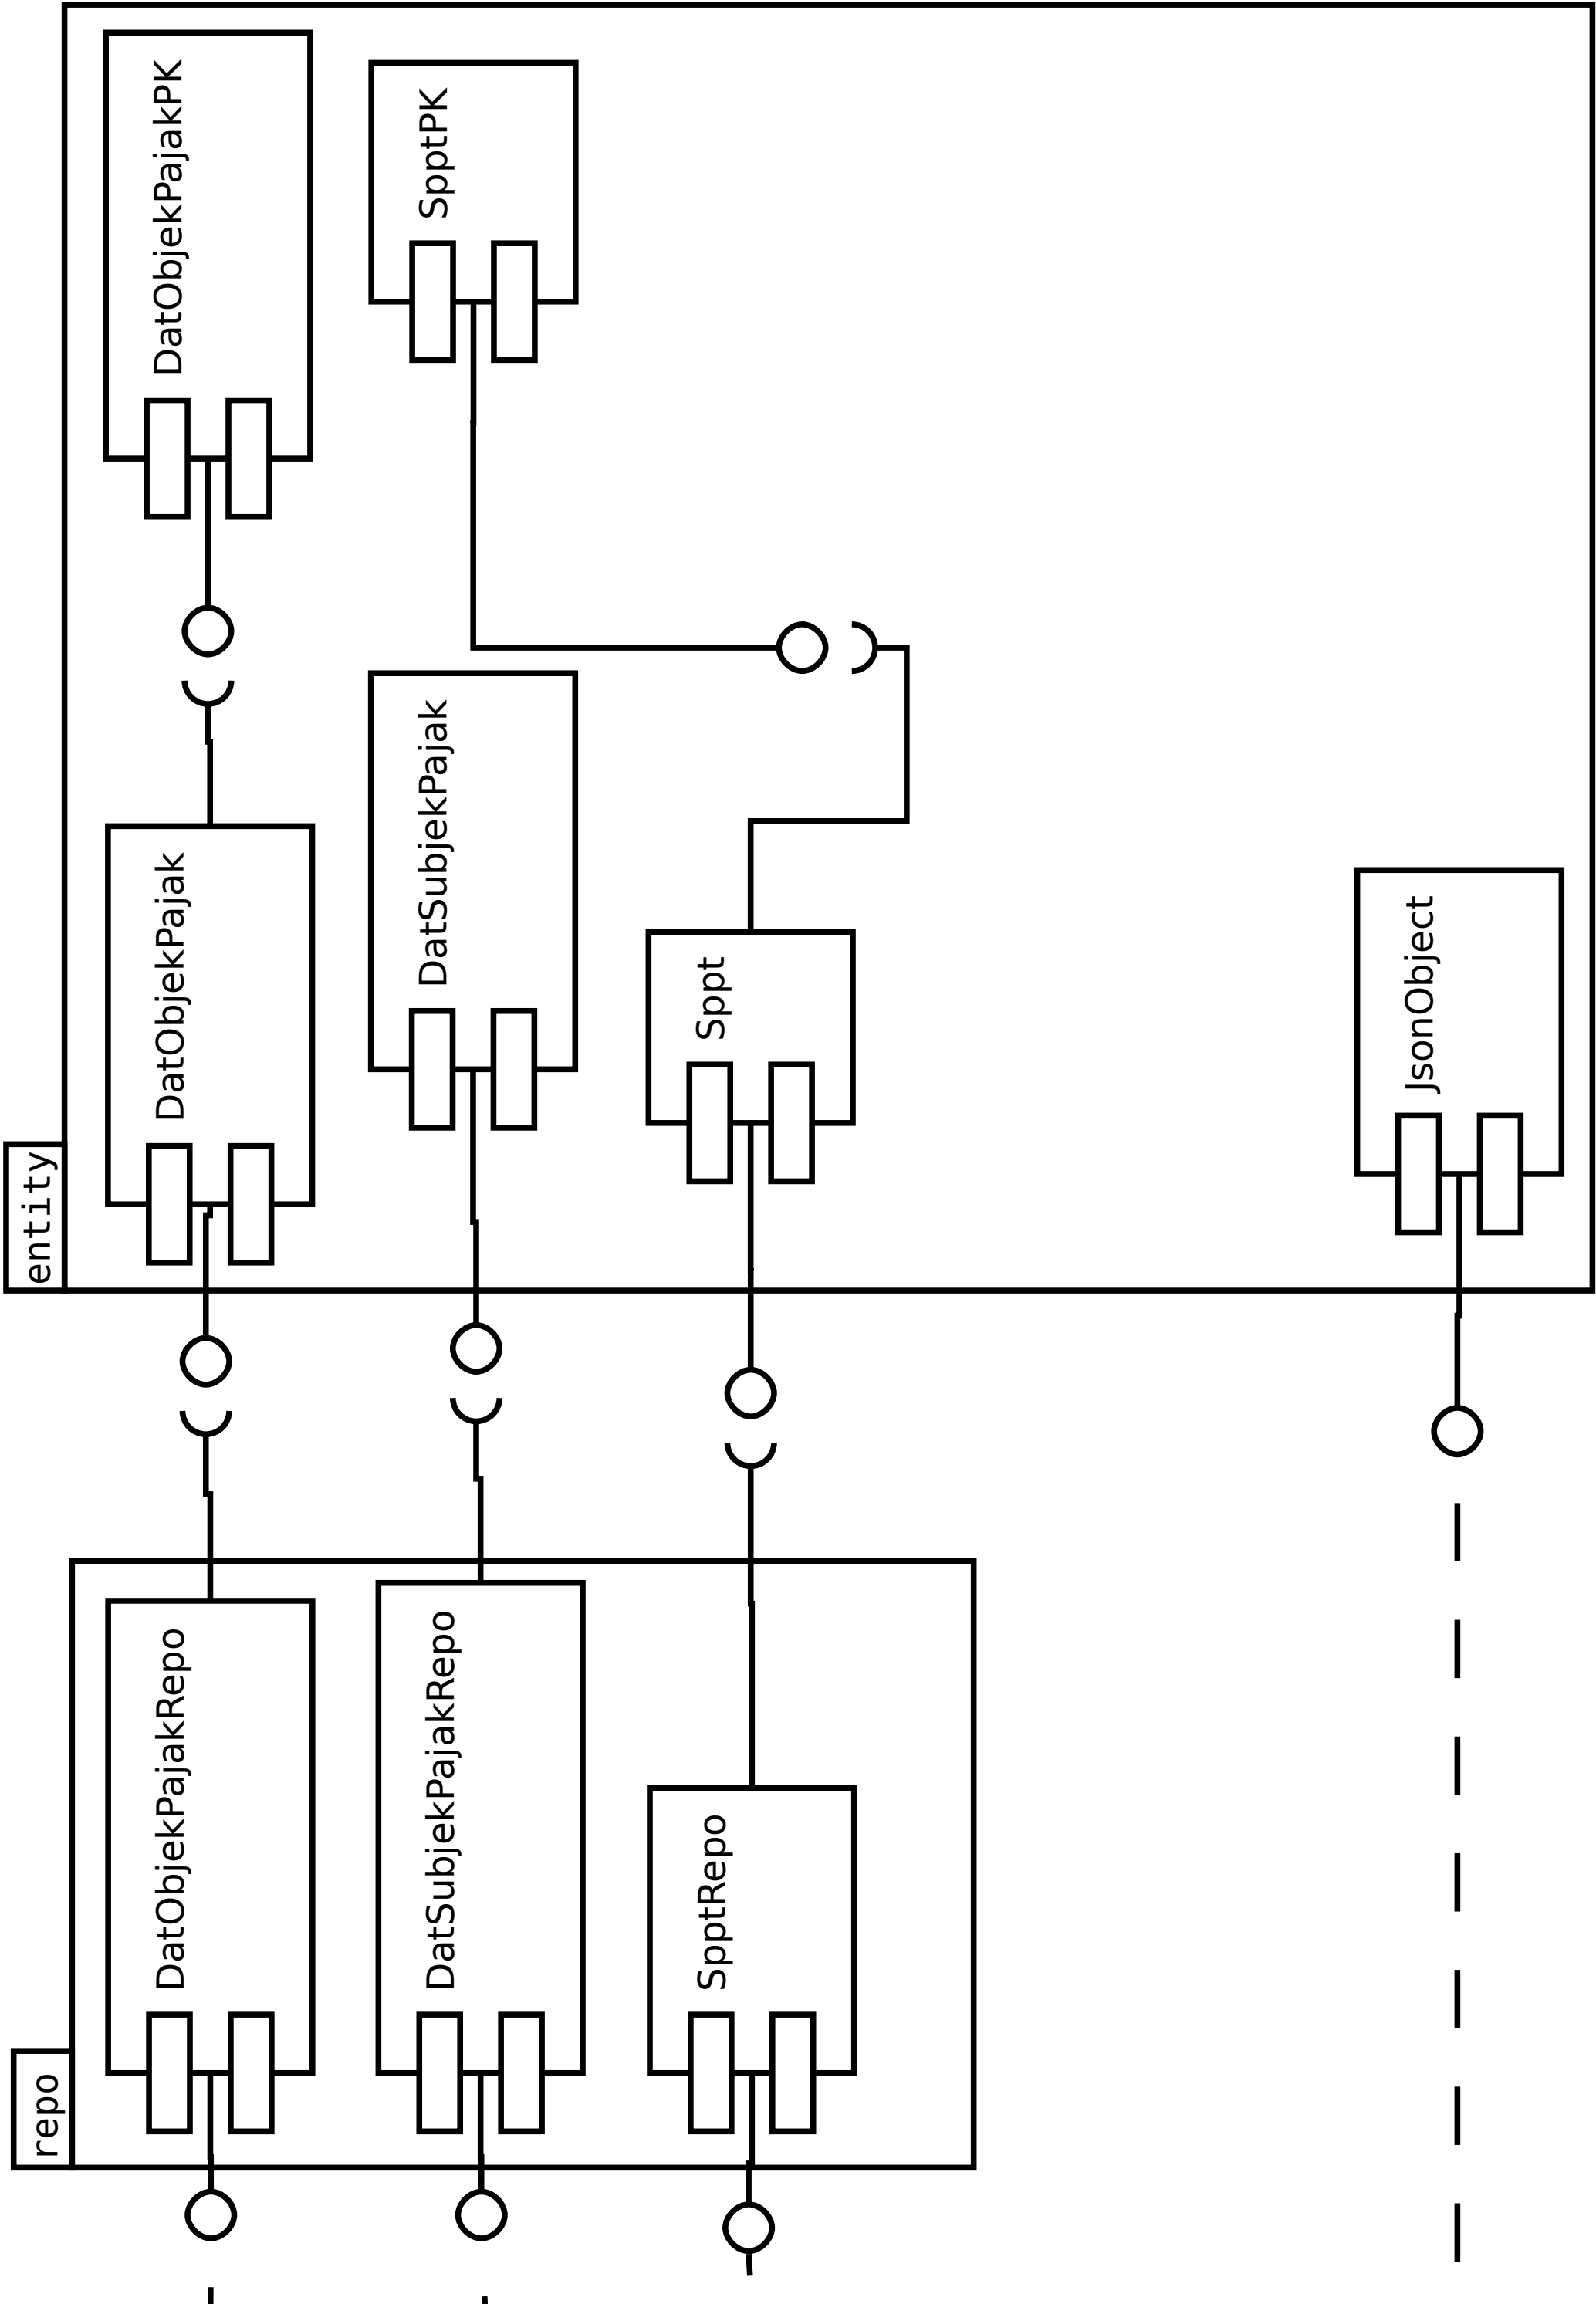 entity
DatObjekPajakPK
SpptPK
DatObjekPajak
DatSubjekPajak
Sppt
JsonObject
repo
DatObjekPajakRepo
DatSubjekPajakRepo
SpptRepo